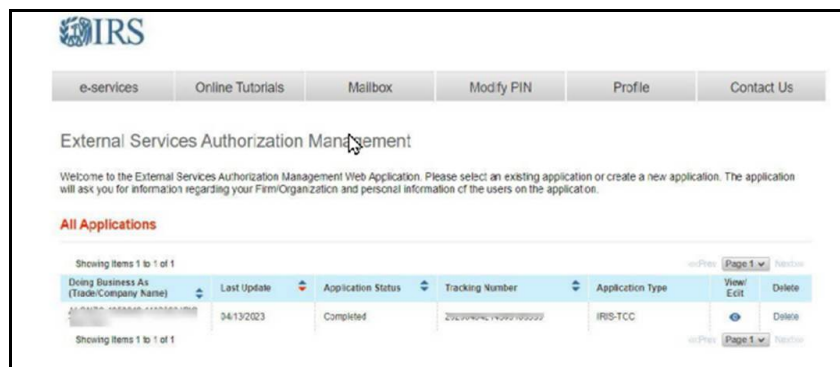 IRS
e-services Online Tutorials Mailbox Modify PIN Profile Contact Us
External Services Authorization Management
Welcome to the External Services Authorization Management Web Application. Please select an existing application or create a new application. The application
will ask you for information regarding your Firm/Organization and personal information of the users on the application.
All Applications
Showing Items 1 to 1 of 1 Page 1
Doing Business As
(Trade/Company Name) Last Update Application Status Tracking Number Application Type View/
Edit Delete
04/13/2023 Completed IRIS-TCC Delete
Showing Items 1 to 1 of 1 Page 1